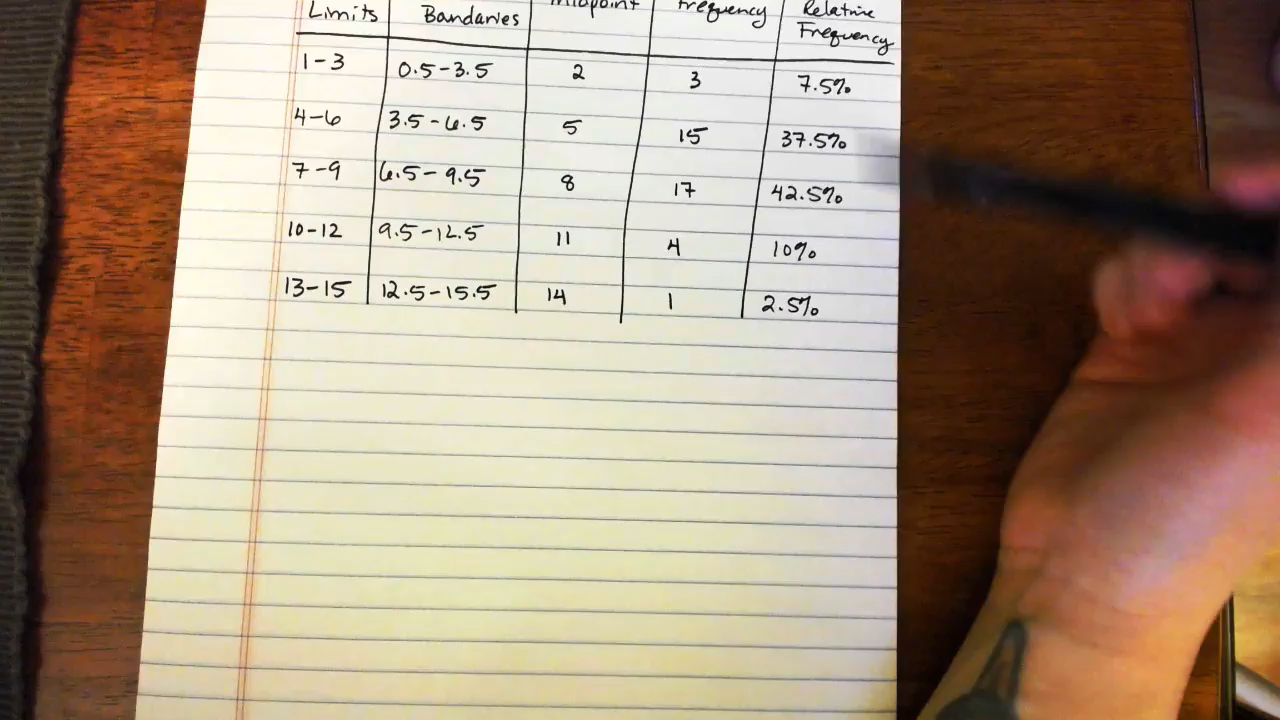 Limits Bandaries Midpoint frequency Relative
Frequency
1-3 0.5-3.5 2 3 7.5%
4-6 3.5-6.5 5 15 37.5%
7-9 6.5-9.5 8 17 42.5%
10-12 9.5-12.5 11 4 10%
13-15 12.5-15.5 14 1 2.5%